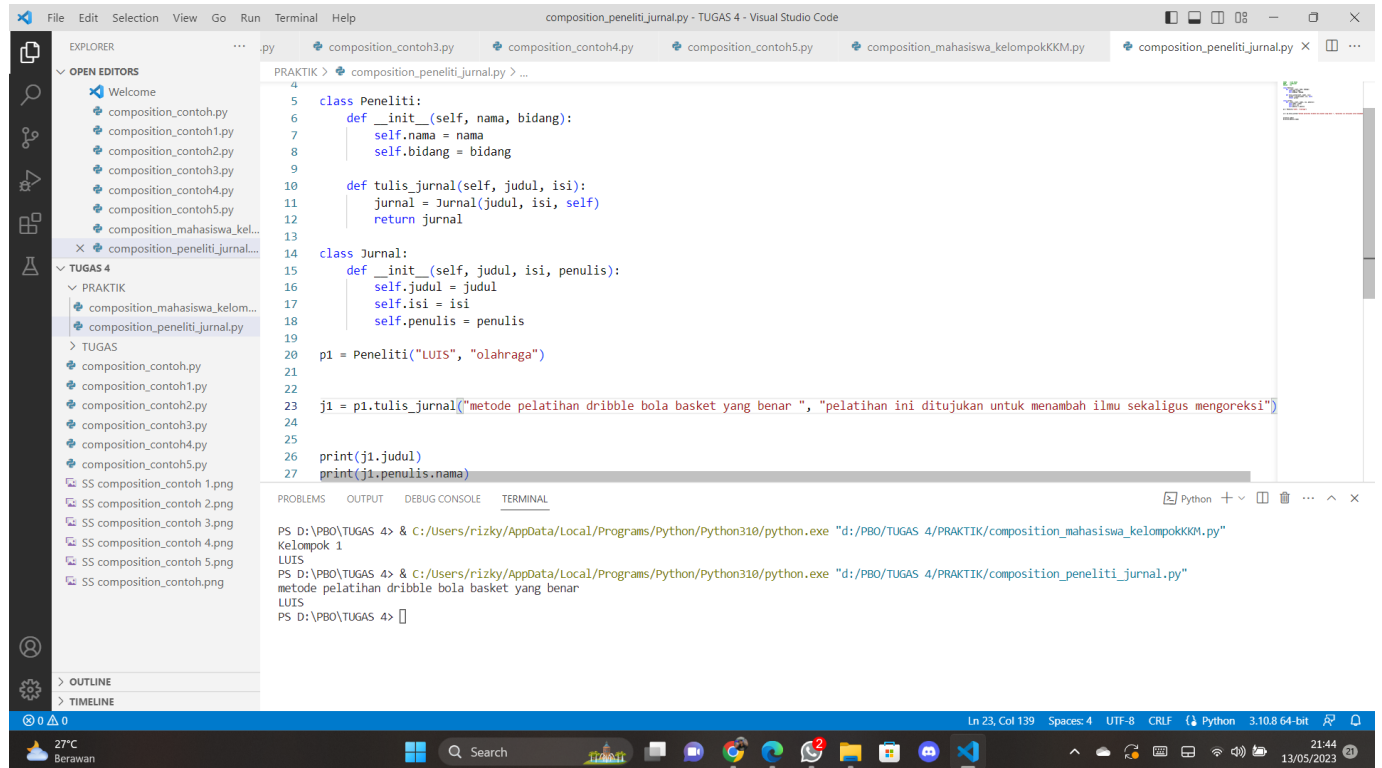 File Edit Selection View Go Run Terminal Help composition_peneliti_jurnal.py - TUGAS 4 - Visual Studio Code
EXPLORER
.py composition_contoh3.py composition_contoh4.py composition_contoh5.py composition_mahasiswa_kelompokKKM.py composition_peneliti_jurnal.py
OPEN EDITORS
Welcome
composition_contoh.py
composition_contoh1.py
composition_contoh2.py
composition_contoh3.py
composition_contoh4.py
composition_contoh5.py
composition_mahasiswa_kel...
composition_peneliti_jurnal....
TUGAS 4
PRAKTIK
composition_mahasiswa_kelom...
composition_peneliti_jurnal.py
TUGAS
composition_contoh.py
composition_contoh1.py
composition_contoh2.py
composition_contoh3.py
composition_contoh4.py
composition_contoh5.py
SS composition_contoh 1.png
SS composition_contoh 2.png
SS composition_contoh 3.png
SS composition_contoh 4.png
SS composition_contoh 5.png
SS composition_contoh.png
OUTLINE
TIMELINE
PRAKTIK > composition_peneliti_jurnal.py > ...
4
5 class Peneliti:
6 def __init__(self, nama, bidang):
7 self.nama = nama
8 self.bidang = bidang
9
10 def tulis_jurnal(self, judul, isi):
11 jurnal = Jurnal(judul, isi, self)
12 return jurnal
13
14 class Jurnal:
15 def __init__(self, judul, isi, penulis):
16 self.judul = judul
17 self.isi = isi
18 self.penulis = penulis
19
20 p1 = Peneliti("LUIS", "olahraga")
21
22
23 j1 = p1.tulis_jurnal("metode pelatihan dribble bola basket yang benar ", "pelatihan ini ditujukan untuk menambah ilmu sekaligus mengoreksi")
24
25
26 print(j1.judul)
27 print(j1.penulis.nama)
PROBLEMS OUTPUT DEBUG CONSOLE TERMINAL Python
PS D:\PBO\TUGAS 4> & C:/Users/rizky/AppData/Local/Programs/Python/Python310/python.exe "d:/PBO/TUGAS 4/PRAKTIK/composition_mahasiswa_kelompokKKM.py"
Kelompok 1
LUIS
PS D:\PBO\TUGAS 4> & C:/Users/rizky/AppData/Local/Programs/Python/Python310/python.exe "d:/PBO/TUGAS 4/PRAKTIK/composition_peneliti_jurnal.py"
metode pelatihan dribble bola basket yang benar
LUIS
PS D:\PBO\TUGAS 4>
0 0 Ln 23, Col 139 Spaces: 4 UTF-8 CRLF Python 3.10.8 64-bit
27°C
Berawan
Search
2
21:44
13/05/2023
21